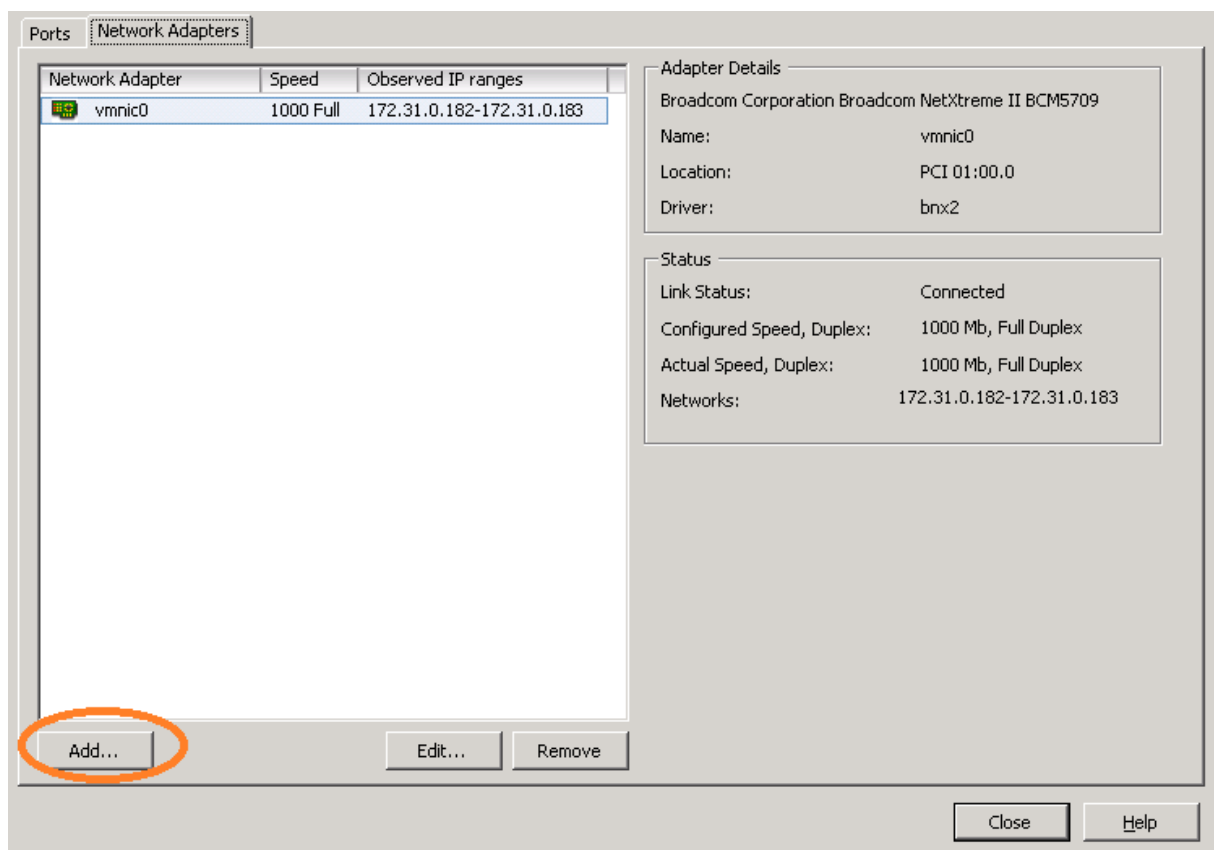 Ports Network Adapters
Network Adapter Speed Observed IP ranges
vmnic0 1000 Full 172.31.0.182-172.31.0.183
Adapter Details
Broadcom Corporation Broadcom NetXtreme II BCM5709
Name: vmnic0
Location: PCI 01:00.0
Driver: bnx2
Status
Link Status: Connected
Configured Speed, Duplex: 1000 Mb, Full Duplex
Actual Speed, Duplex: 1000 Mb, Full Duplex
Networks: 172.31.0.182-172.31.0.183
Add... Edit... Remove
Close Help